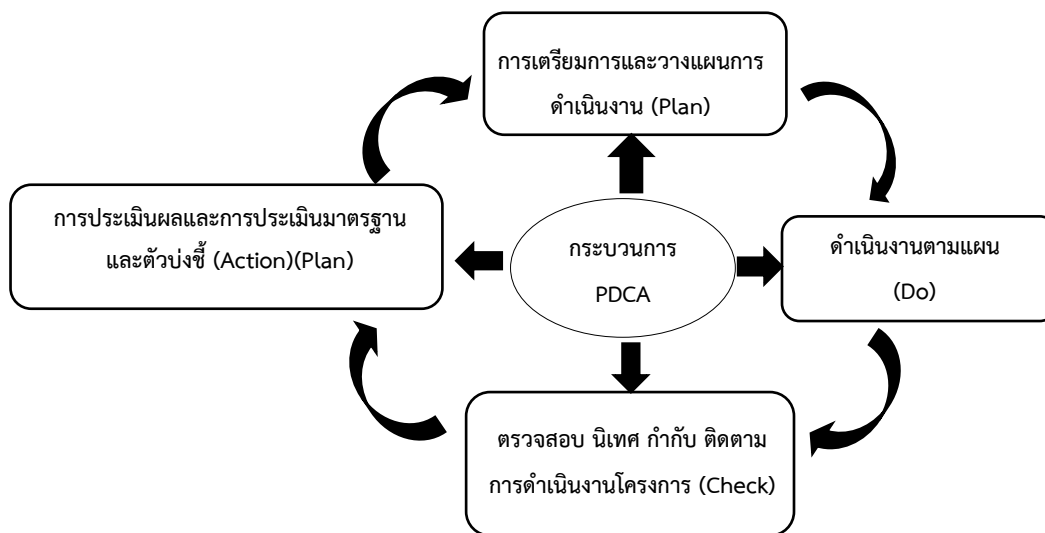 การเตรียมการและวางแผนการ
ดำเนินงาน (Plan)
การประเมินผลและการประเมินมาตรฐาน
และตัวบ่งชี้ (Action)(Plan)
กระบวนการ
PDCA
ดำเนินงานตามแผน
(Do)
ตรวจสอบ นิเทศ กำกับ ติดตาม
การดำเนินงานโครงการ (Check)